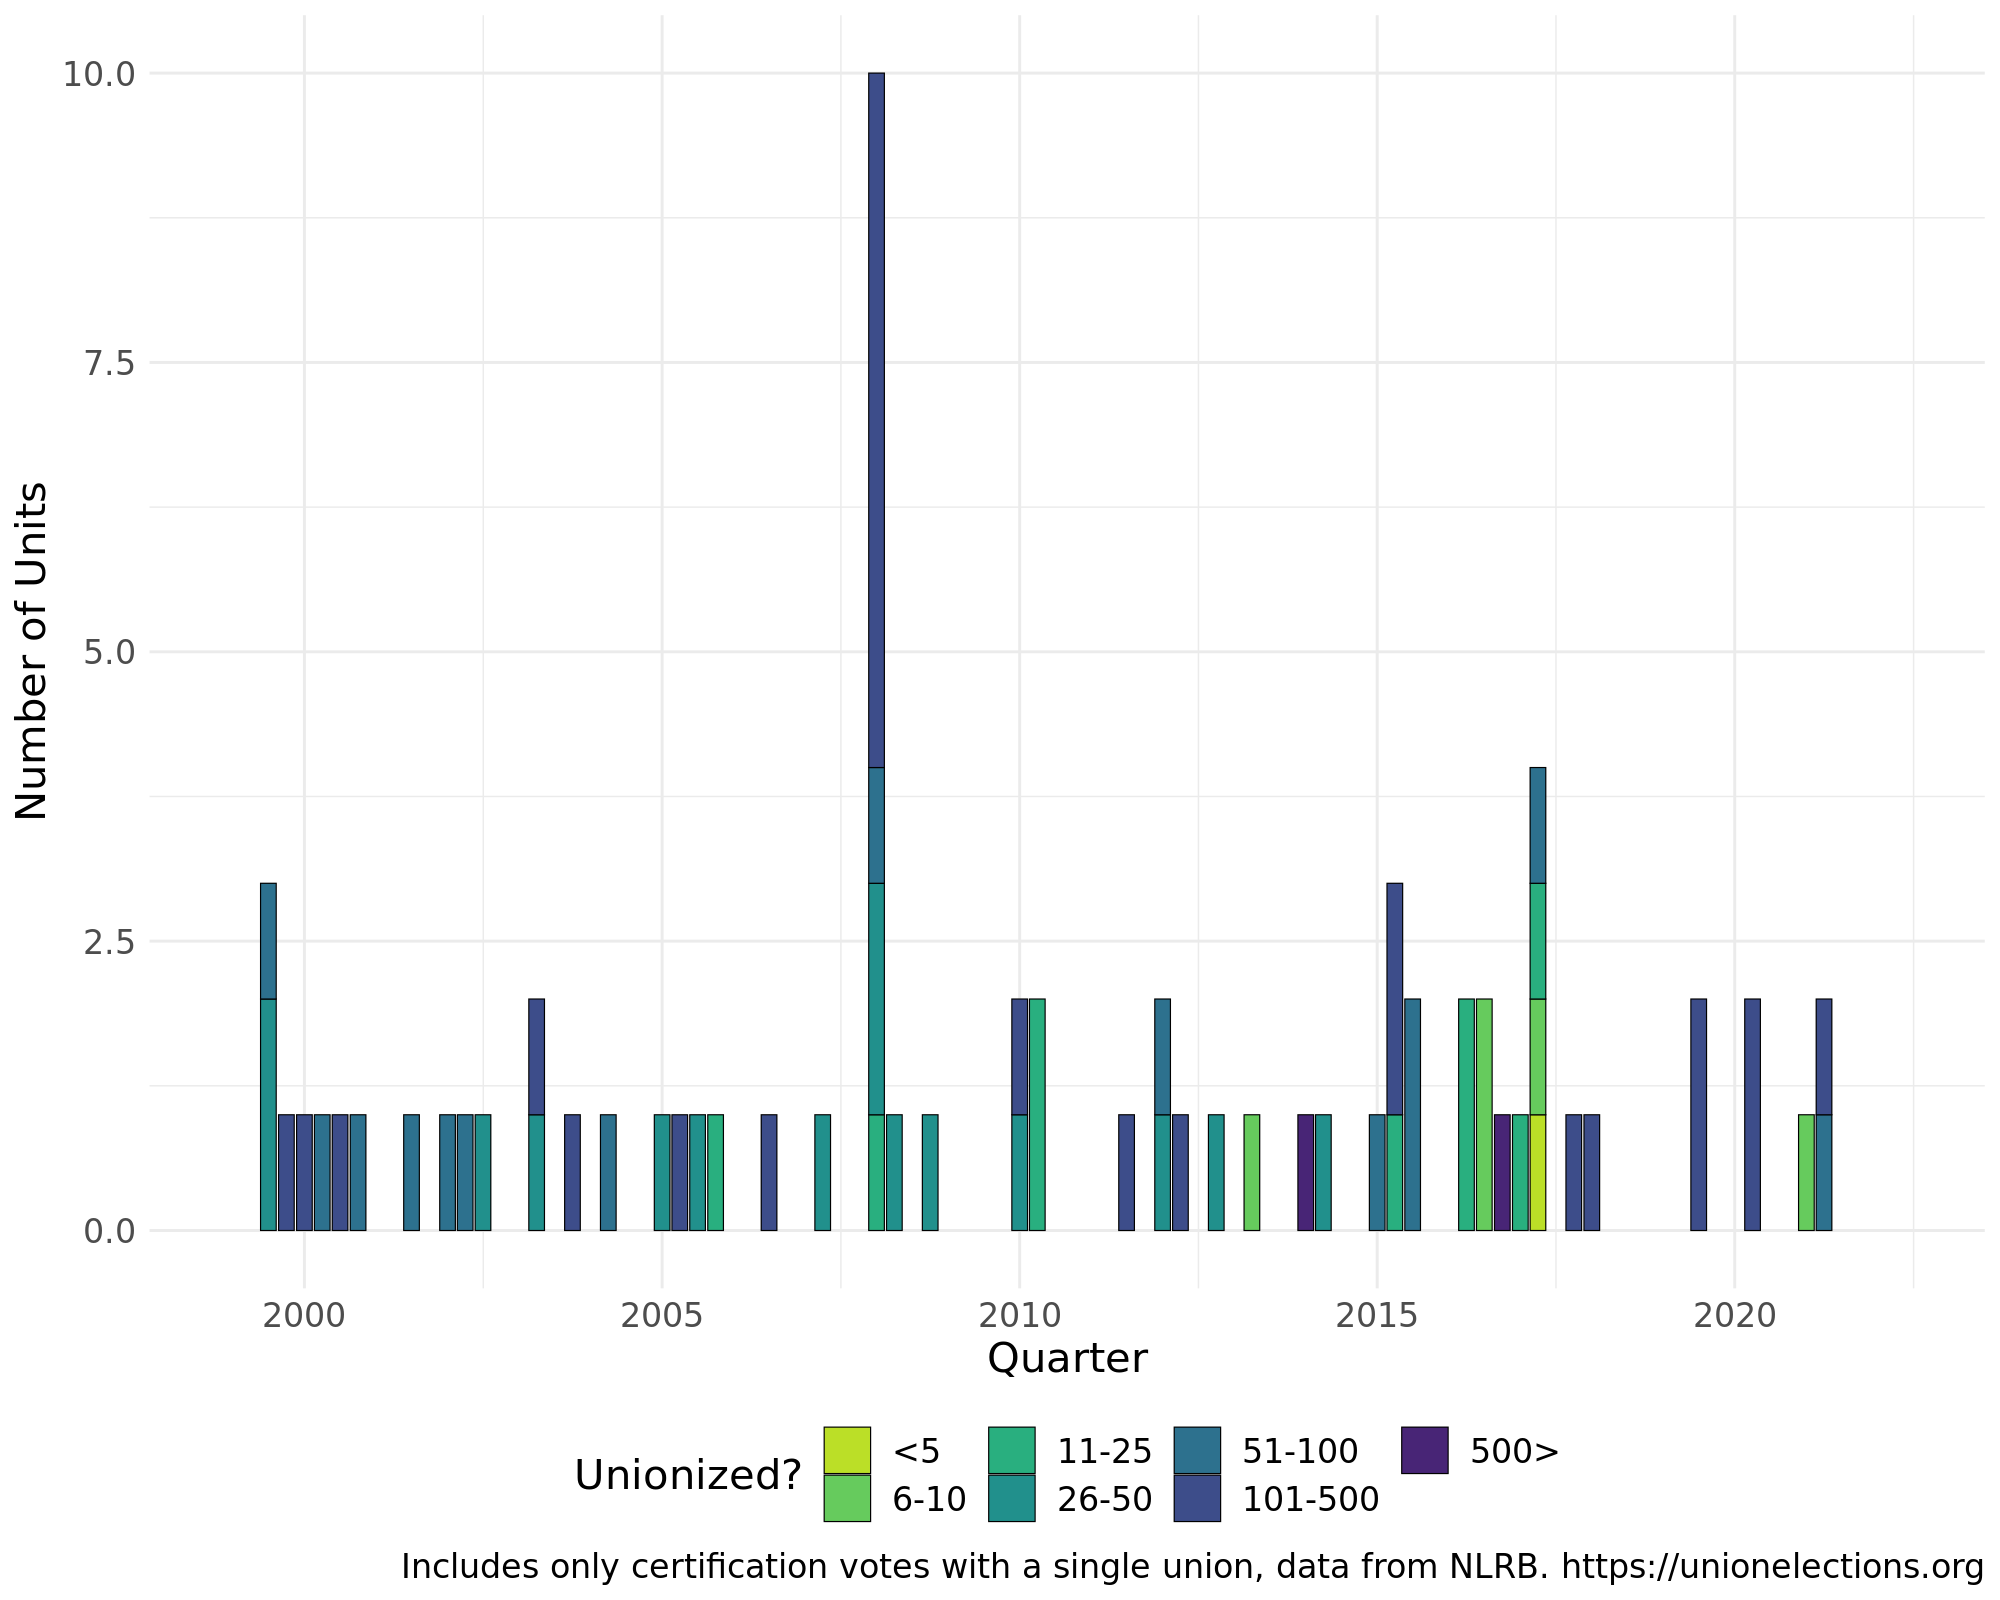 10.0
7.5
5.0
2.5
0.0
Number of Units
2000 2005 2010 2015 2020
Quarter
Unionized?
<5 11-25 51-100 500>
6-10 26-50 101-500
Includes only certification votes with a single union, data from NLRB. https://unionelections.org